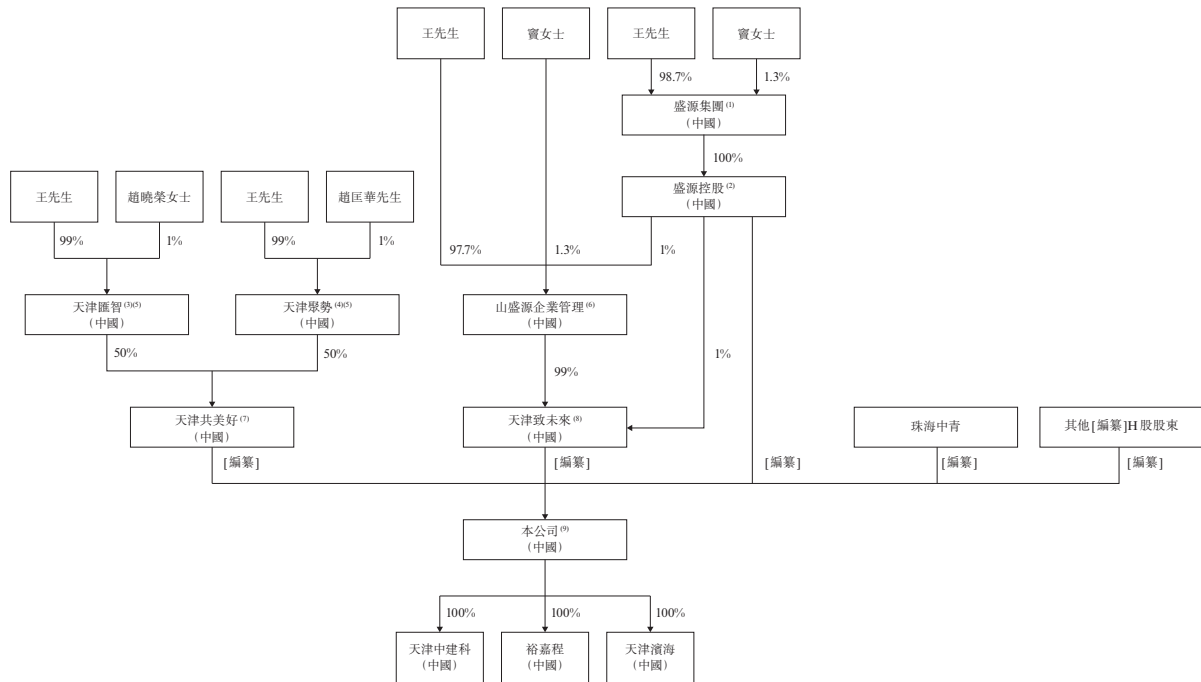 王先生
竇女士
王先生
竇女士
98.7%
1.3%
盛源集團(1)
（中國）
100%
盛源控股(2)
（中國）
王先生
趙曉榮女士
王先生
趙匡華先生
99%
1%
99%
1%
97.7%
1.3%
1%
天津匯智(3)(5)
（中國）
天津聚勢(4)(5)
（中國）
山盛源企業管理(6)
（中國）
50%
50%
99%
1%
天津共美好(7)
（中國）
天津致未來(8)
（中國）
珠海中青
其他[編纂]H股股東
[編纂]
[編纂]
[編纂]
[編纂]
[編纂]
本公司(9)
（中國）
100%
100%
100%
天津中建科
（中國）
裕嘉程
（中國）
天津濱海
（中國）